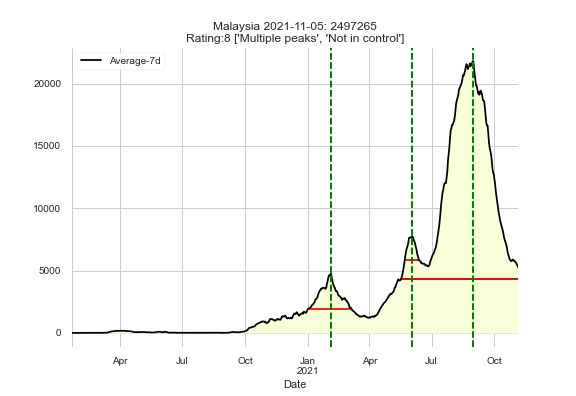 Malaysia 2021-11-05: 2497265
Rating:8 ['Multiple peaks', 'Not in control']
Average-7d
20000
15000
10000
5000
0
Apr Jul Oct Jan Apr Jul Oct
2021
Date